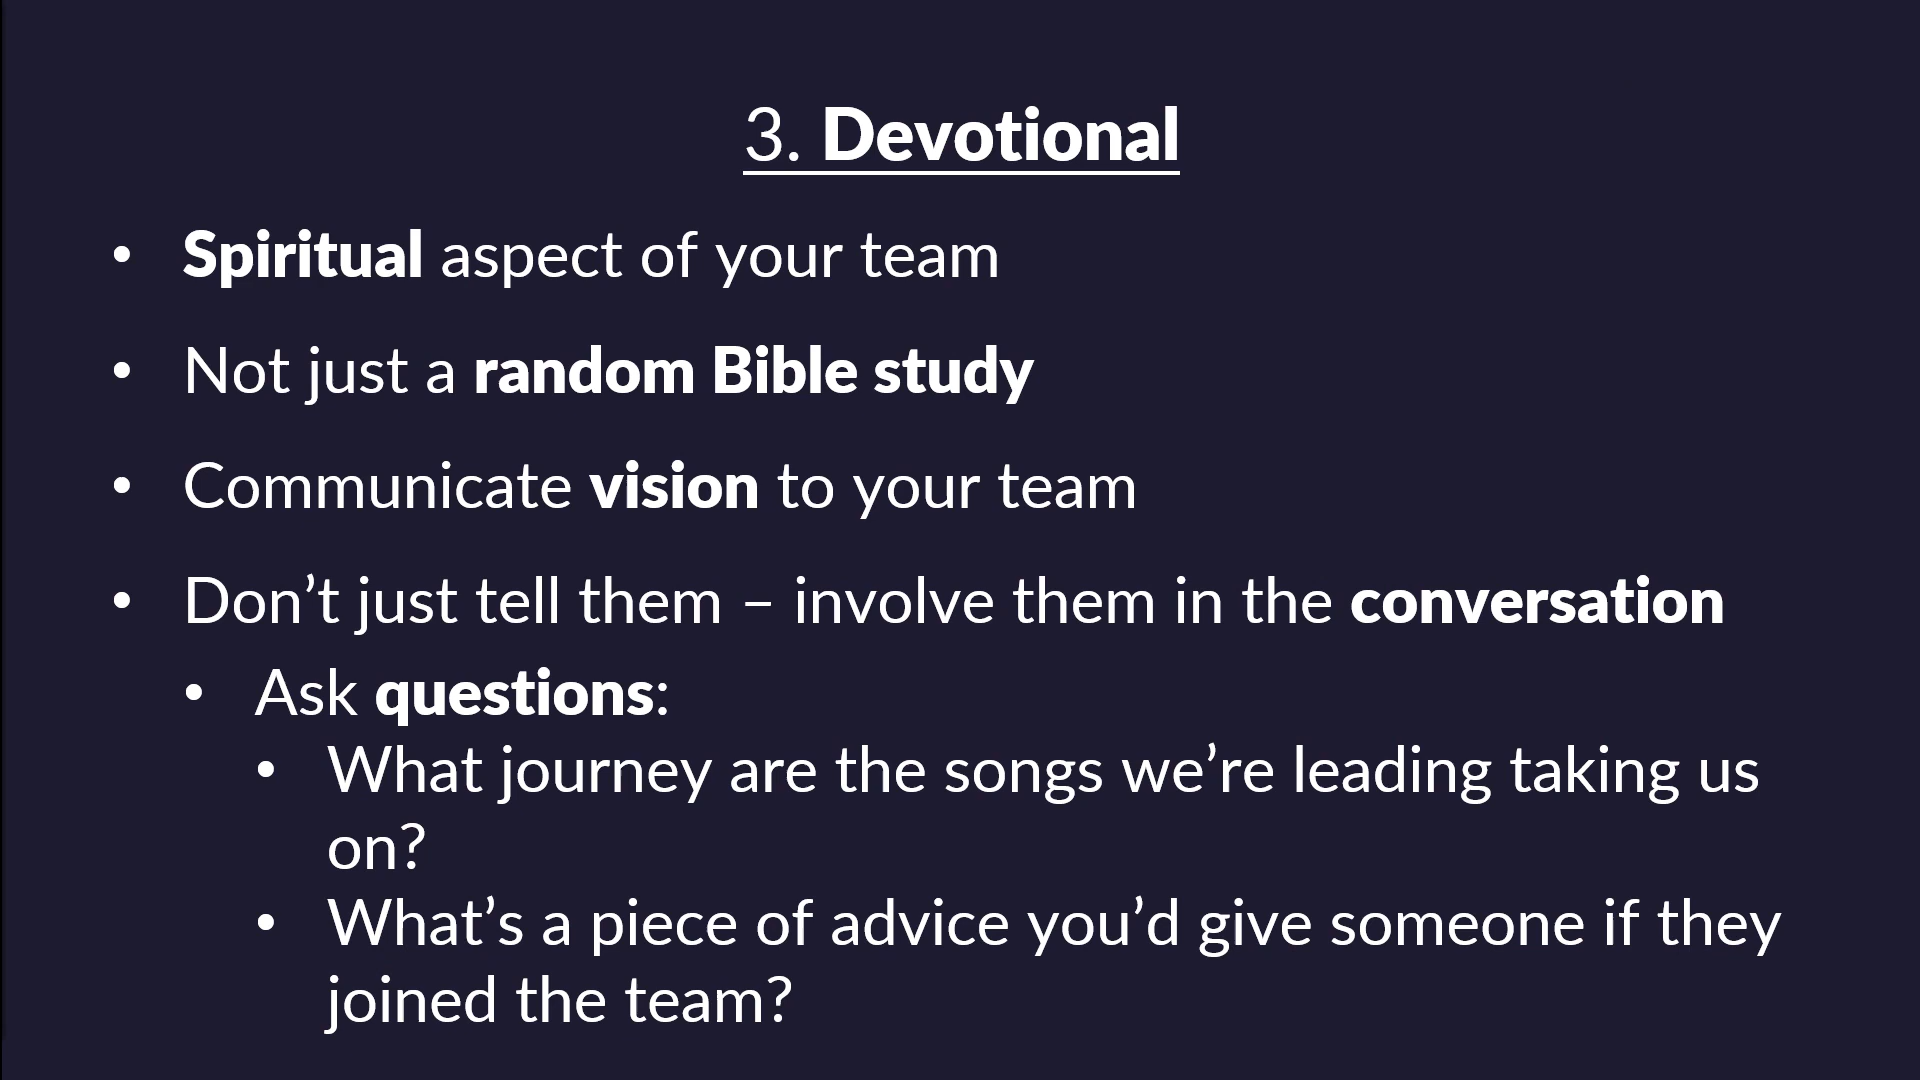 3. Devotional
• Spiritual aspect of your team
• Not just a random Bible study
• Communicate vision to your team
• Don’t just tell them – involve them in the conversation
• Ask questions:
• What journey are the songs we’re leading taking us
on?
• What’s a piece of advice you’d give someone if they
joined the team?